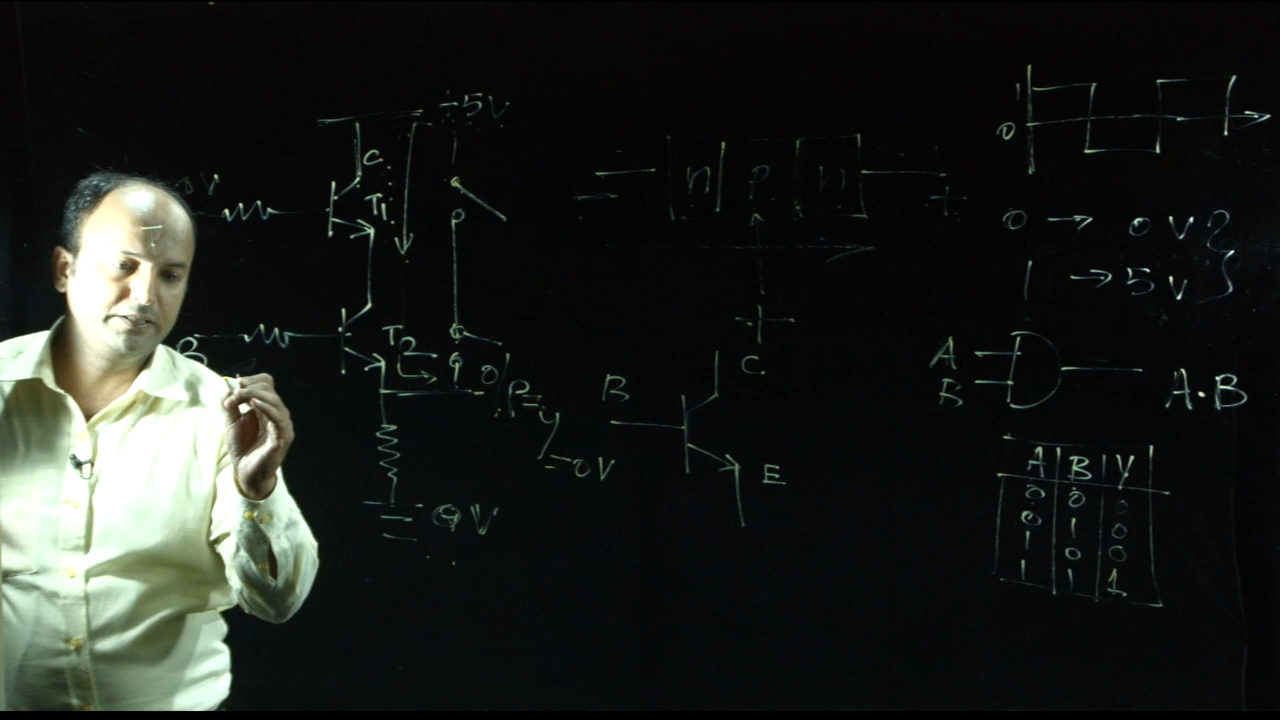 +5V
0V
C
T1
B
T2
O/P = y
= 0V
0V
n p n
+
+
B
C
E
1
0
0 → 0V
1 → 5V
A
B
A·B
A B Y
0 0 0
0 1 0
1 0 0
1 1 1